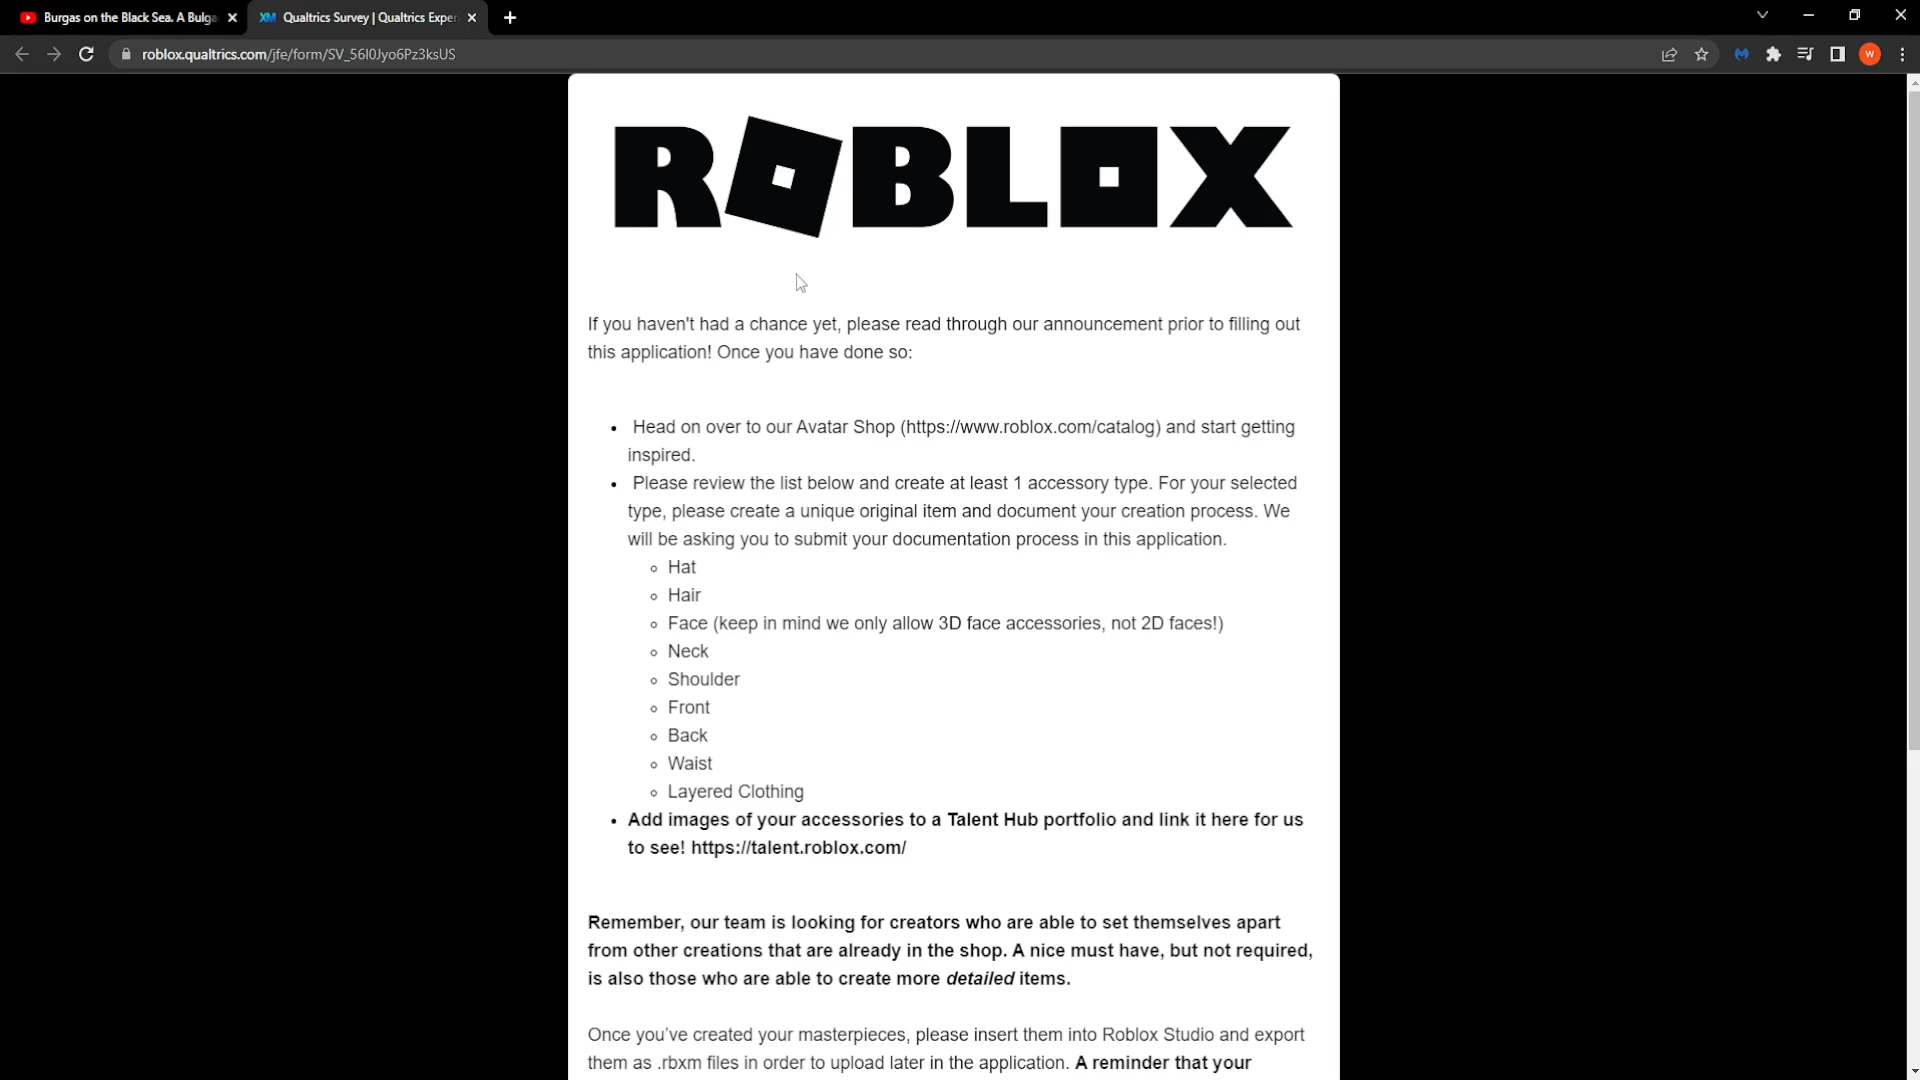 Burgas on the Black Sea. A Bulga
Qualtrics Survey | Qualtrics Exper
roblox.qualtrics.com/jfe/form/SV_56I0Jyo6Pz3ksUS
W
ROBLOX
If you haven't had a chance yet, please read through our announcement prior to filling out
this application! Once you have done so:
Head on over to our Avatar Shop (https://www.roblox.com/catalog) and start getting
inspired.
Please review the list below and create at least 1 accessory type. For your selected
type, please create a unique original item and document your creation process. We
will be asking you to submit your documentation process in this application.
Hat
Hair
Face (keep in mind we only allow 3D face accessories, not 2D faces!)
Neck
Shoulder
Front
Back
Waist
Layered Clothing
Add images of your accessories to a Talent Hub portfolio and link it here for us
to see! https://talent.roblox.com/
Remember, our team is looking for creators who are able to set themselves apart
from other creations that are already in the shop. A nice must have, but not required,
is also those who are able to create more detailed items.
Once you’ve created your masterpieces, please insert them into Roblox Studio and export
them as .rbxm files in order to upload later in the application. A reminder that your